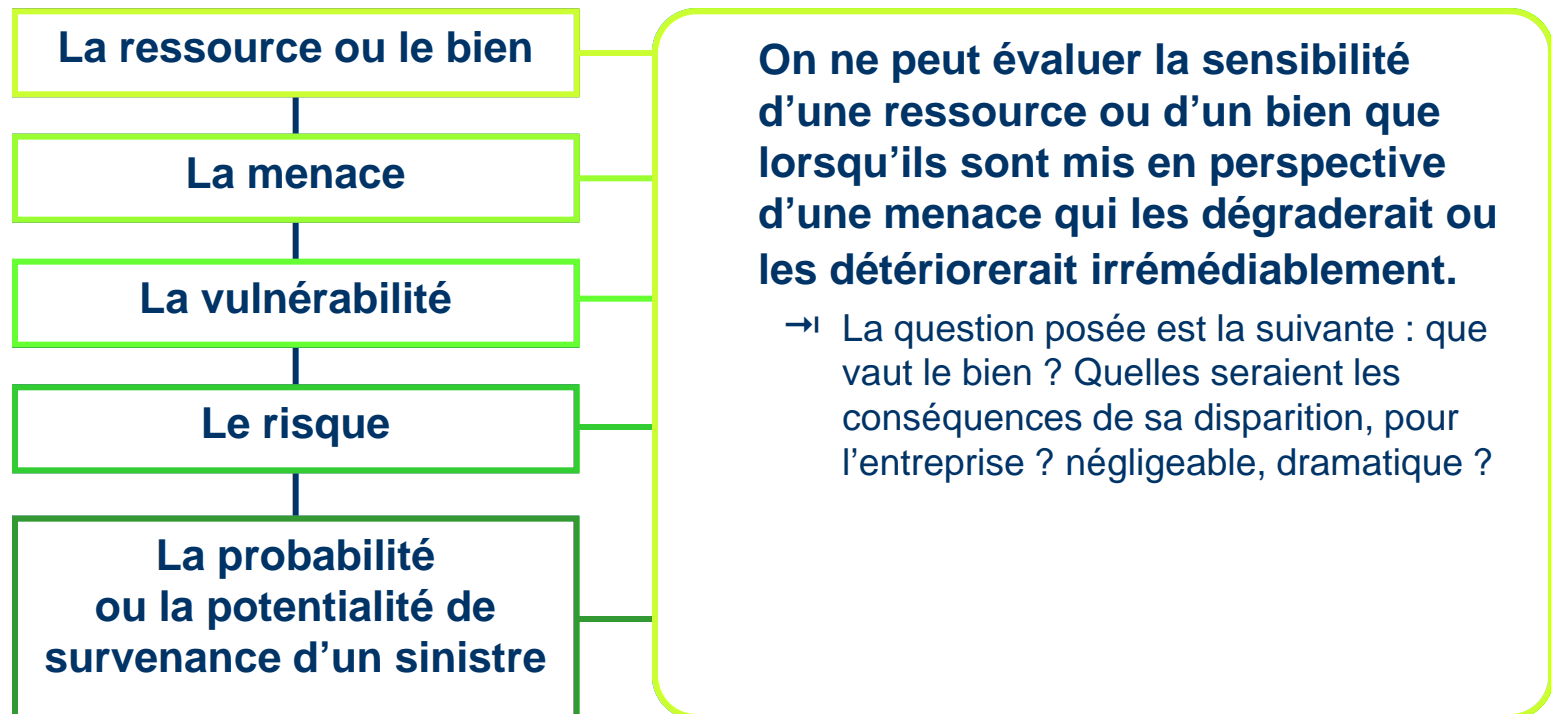 La ressource ou le bien
La menace
La vulnérabilité
Le risque
La probabilité
ou la potentialité de
survenance d’un sinistre
On ne peut évaluer la sensibilité
d’une ressource ou d’un bien que
lorsqu’ils sont mis en perspective
d’une menace qui les dégraderait ou
les détériorerait irrémédiablement.
La question posée est la suivante : que
vaut le bien ? Quelles seraient les
conséquences de sa disparition, pour
l’entreprise ? négligeable, dramatique ?